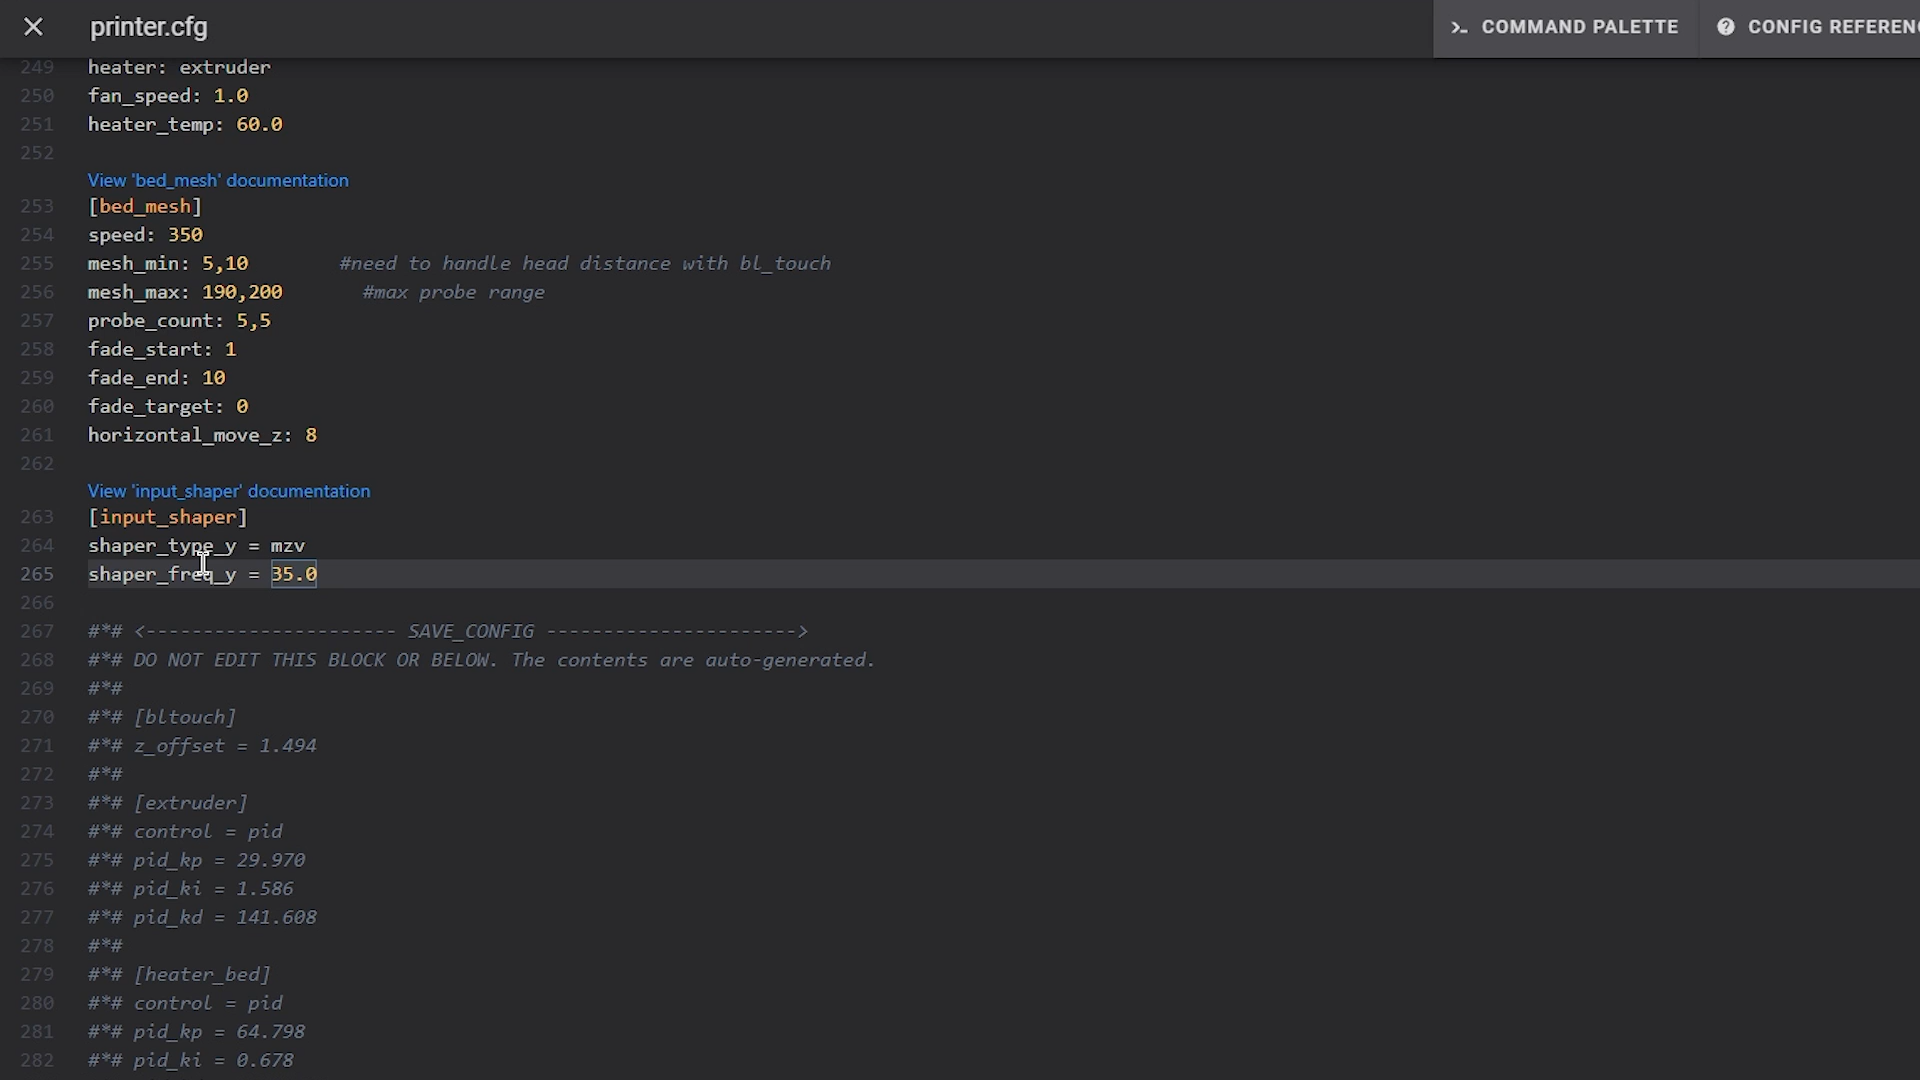 printer.cfg
COMMAND PALETTE
CONFIG REFEREN
249 heater: extruder
250 fan_speed: 1.0
251 heater_temp: 60.0
252
View 'bed_mesh' documentation
253 [bed_mesh]
254 speed: 350
255 mesh_min: 5,10 #need to handle head distance with bl_touch
256 mesh_max: 190,200 #max probe range
257 probe_count: 5,5
258 fade_start: 1
259 fade_end: 10
260 fade_target: 0
261 horizontal_move_z: 8
262
View 'input_shaper' documentation
263 [input_shaper]
264 shaper_type_y = mzv
265 shaper_freq_y = 35.0
266
267 #*# <---------------------- SAVE_CONFIG ---------------------->
268 #*# DO NOT EDIT THIS BLOCK OR BELOW. The contents are auto-generated.
269 #*#
270 #*# [bltouch]
271 #*# z_offset = 1.494
272 #*#
273 #*# [extruder]
274 #*# control = pid
275 #*# pid_kp = 29.970
276 #*# pid_ki = 1.586
277 #*# pid_kd = 141.608
278 #*#
279 #*# [heater_bed]
280 #*# control = pid
281 #*# pid_kp = 64.798
282 #*# pid_ki = 0.678